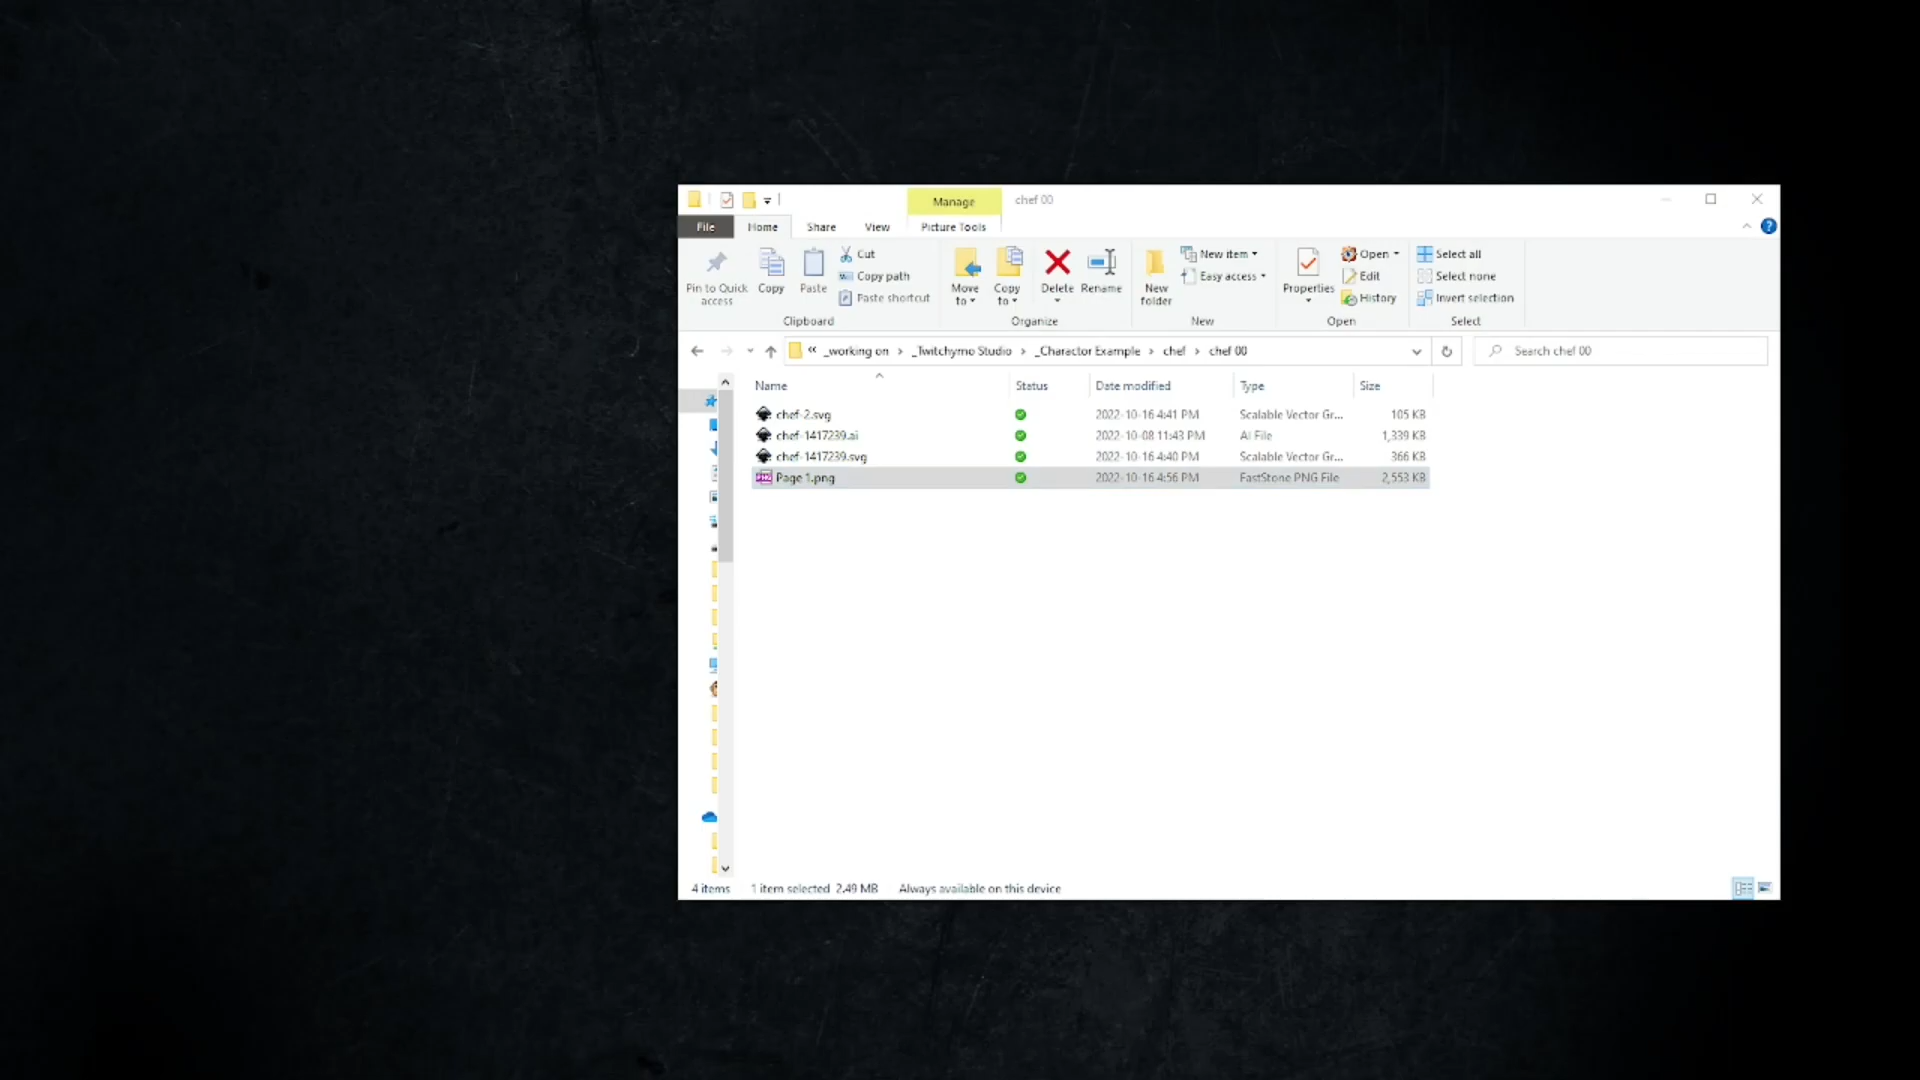 Manage
chef 00
File
Home
Share
View
Picture Tools
Pin to Quick access
Copy
Paste
Cut
Copy path
Paste shortcut
Clipboard
Move to
Copy to
Delete
Rename
Organize
New folder
New item
Easy access
New
Properties
Open
Edit
History
Open
Select all
Select none
Invert selection
Select
« _working on > _Twitchymo Studio > _Charactor Example > chef > chef 00
Search chef 00
Name Status Date modified Type Size
chef-2.svg 2022-10-16 4:41 PM Scalable Vector Gr... 105 KB
chef-1417239.ai 2022-10-08 11:43 PM AI File 1,339 KB
chef-1417239.svg 2022-10-16 4:40 PM Scalable Vector Gr... 366 KB
Page 1.png 2022-10-16 4:56 PM FastStone PNG File 2,553 KB
4 items 1 item selected 2.49 MB Always available on this device